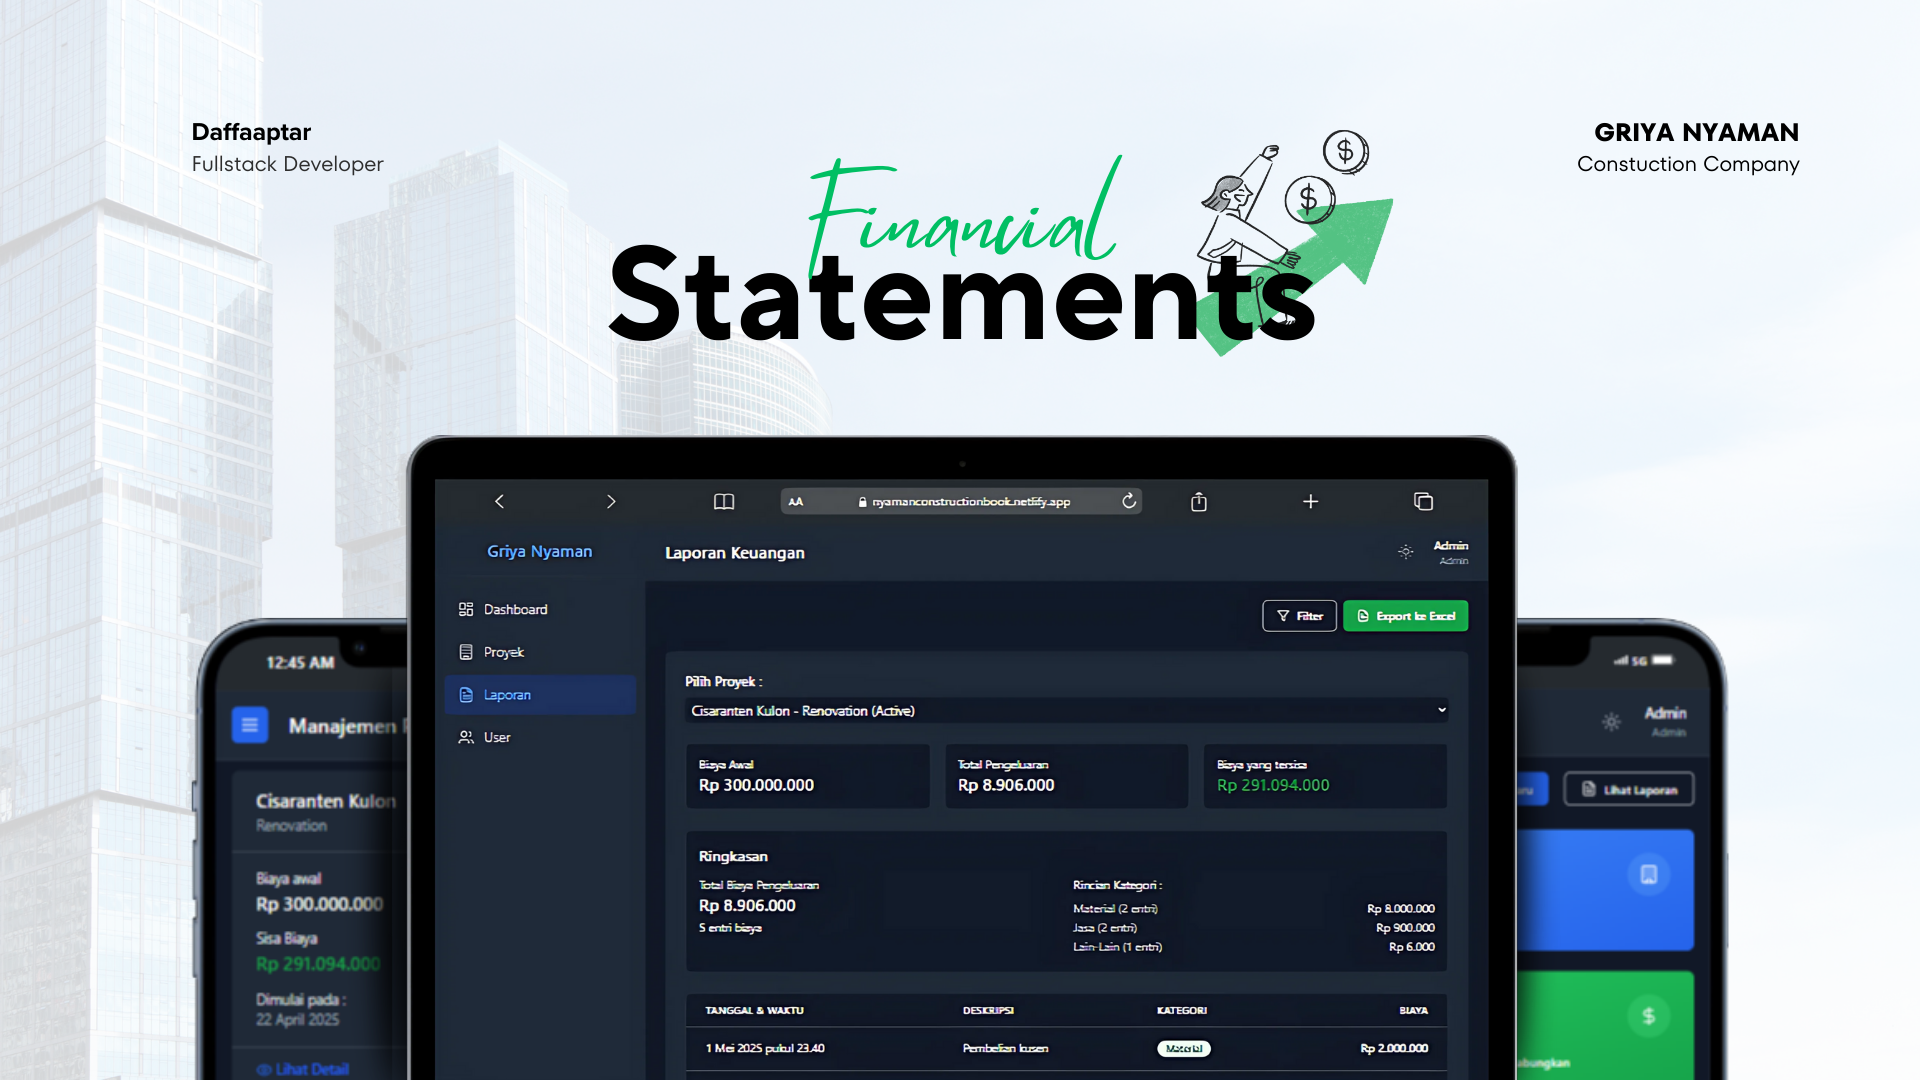 Daffaaptar
Fullstack Developer
GRIYA NYAMAN
Constuction Company
Financial
Statements
AA
nyamanconstructionbook.netlify.app
Griya Nyaman
Laporan Keuangan
Admin
Admin
Dashboard
Proyek
Laporan
User
Filter
Export ke Excel
Pilih Proyek :
Cisaranten Kulon - Renovation (Active)
Biaya Awal
Rp 300.000.000
Total Pengeluaran
Rp 8.906.000
Biaya yang tersisa
Rp 291.094.000
Ringkasan
Total Biaya Pengeluaran
Rp 8.906.000
5 entri biaya
Rincian Kategori :
Material (2 entri) Rp 8.000.000
Jasa (2 entri) Rp 900.000
Lain-Lain (1 entri) Rp 6.000
TANGGAL & WAKTU DESKRIPSI KATEGORI BIAYA
1 Mei 2025 pukul 23.40 Pembelian kusen Material Rp 2.000.000
12:45 AM
Manajemen
Cisaranten Kulon
Renovation
Biaya awal
Rp 300.000.000
Sisa Biaya
Rp 291.094.000
Dimulai pada :
22 April 2025
Lihat Detail
5G
Admin
Admin
Lihat Laporan